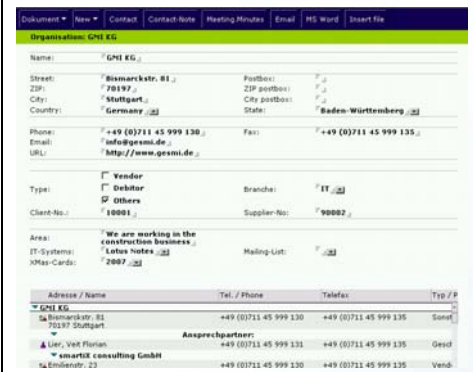 Dokument New Contact Contact-Note Meeting.Minutes Email MS Word Insert file
Organisation: GMI KG
Name: GMI KG
Street: Bismarckstr. 81 Postbox:
ZIP: 70197 ZIP postbox:
City: Stuttgart City postbox:
Country: Germany State: Baden-Württemberg
Phone: +49 (0)711 45 999 130 Fax: +49 (0)711 45 999 135
Email: info@gesmi.de
URL: http://www.gesmi.de
Vendor
Type: Debitor Branche: IT
Others
Client-No.: 10001 Supplier-No: 90002
Area: We are working in the
construction business
IT-Systems: Lotus Notes Mailing-List:
XMas-Cards: 2007
Adresse / Name Tel. / Phone Telefax Typ / F
GMI KG
Bismarckstr. 81 +49 (0)711 45 999 130 +49 (0)711 45 999 135 Sonst
70197 Stuttgart
Ansprechpartner:
Lier, Veit Florian +49 (0)711 45 999 131 +49 (0)711 45 999 135 Gesch
smartiX consulting GmbH
Emilienstr. 23 +49 (0)711 45 999 130 +49 (0)711 45 999 135 Vend